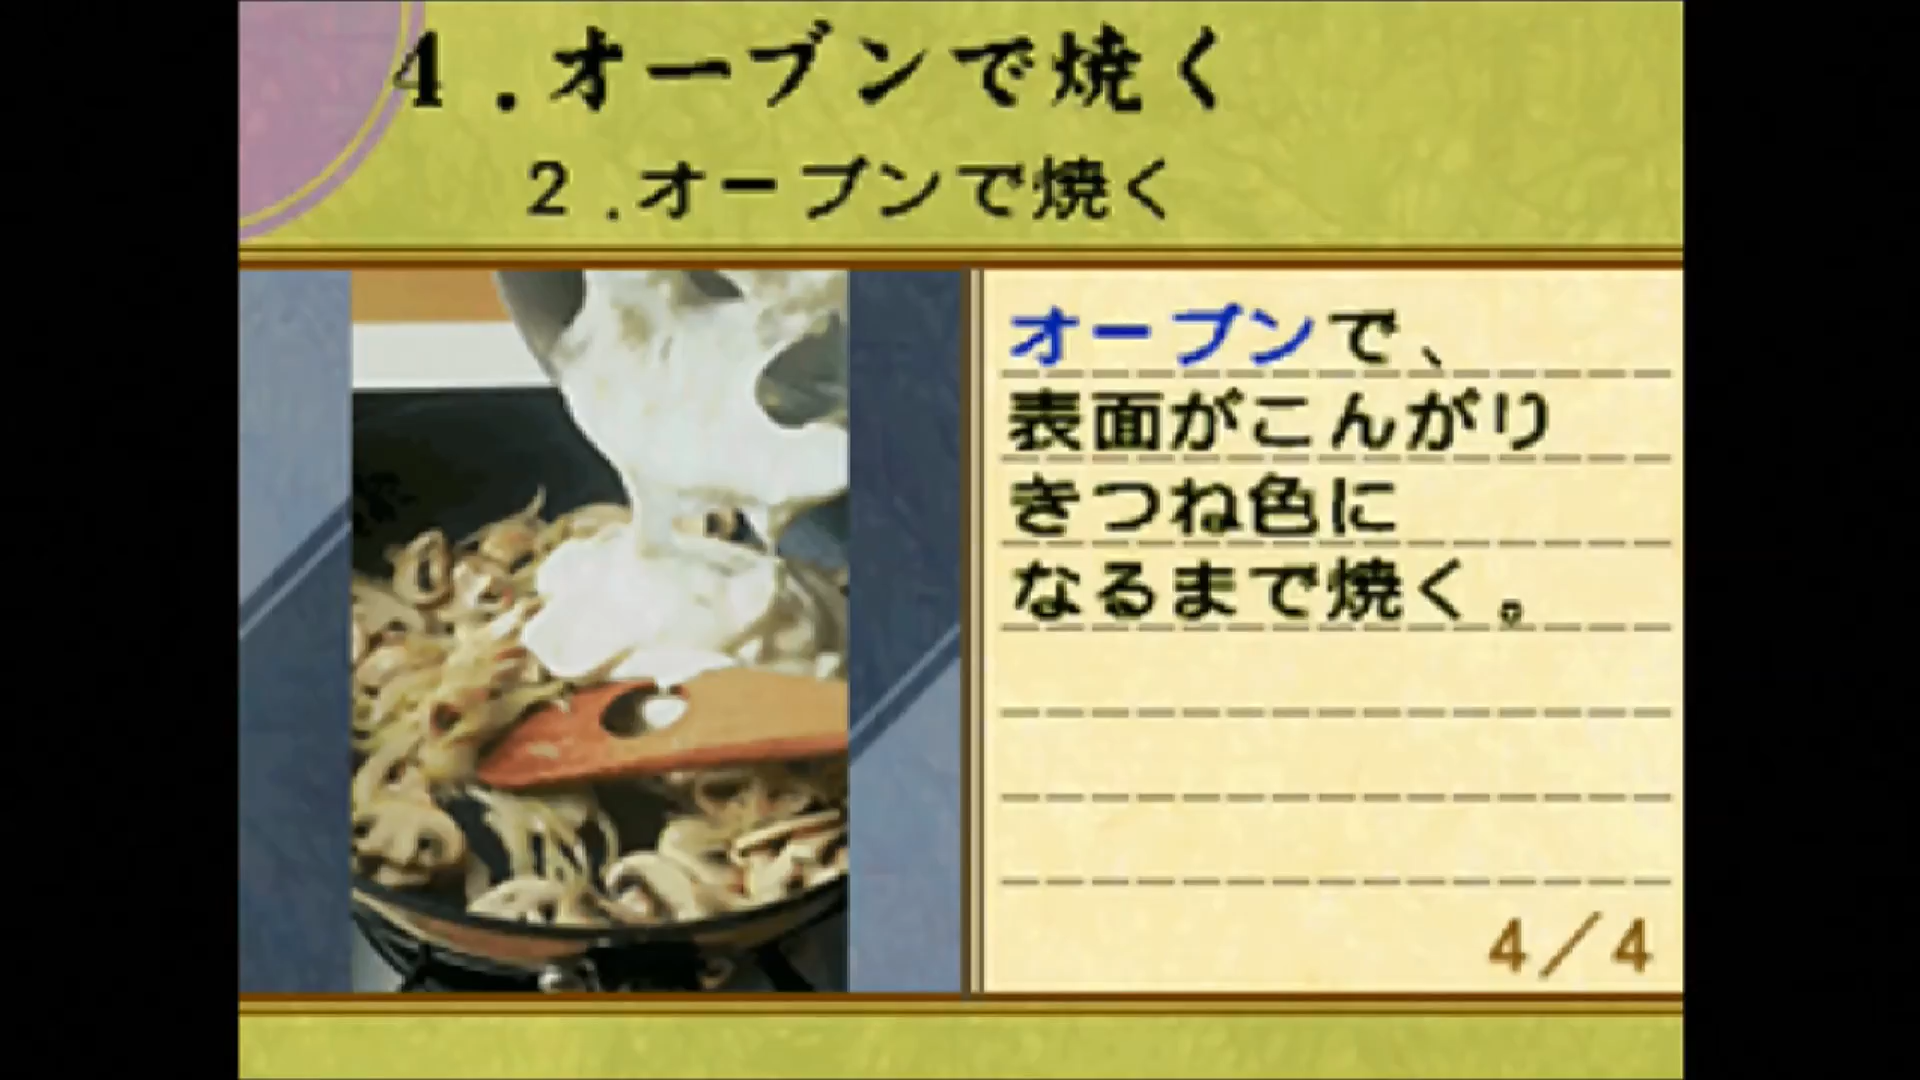 4.オーブンで焼く
2.オーブンで焼く
オーブンで、
表面がこんがり
きつね色に
なるまで焼く。
4/4